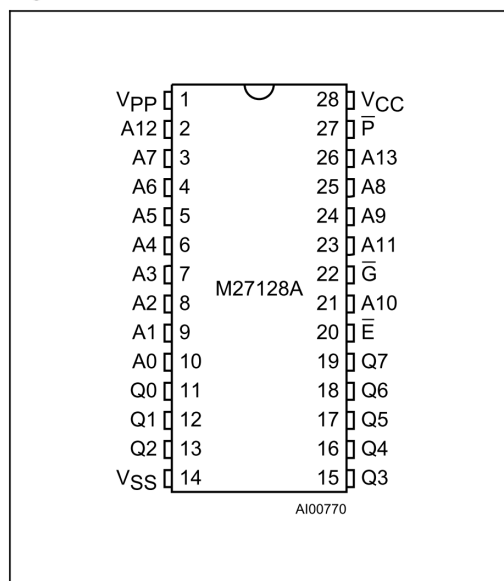 VPP 1 28 VCC
A12 2 27 P̅
A7 3 26 A13
A6 4 25 A8
A5 5 24 A9
A4 6 23 A11
A3 7 22 G̅
M27128A
A2 8 21 A10
A1 9 20 E̅
A0 10 19 Q7
Q0 11 18 Q6
Q1 12 17 Q5
Q2 13 16 Q4
VSS 14 15 Q3
AI00770